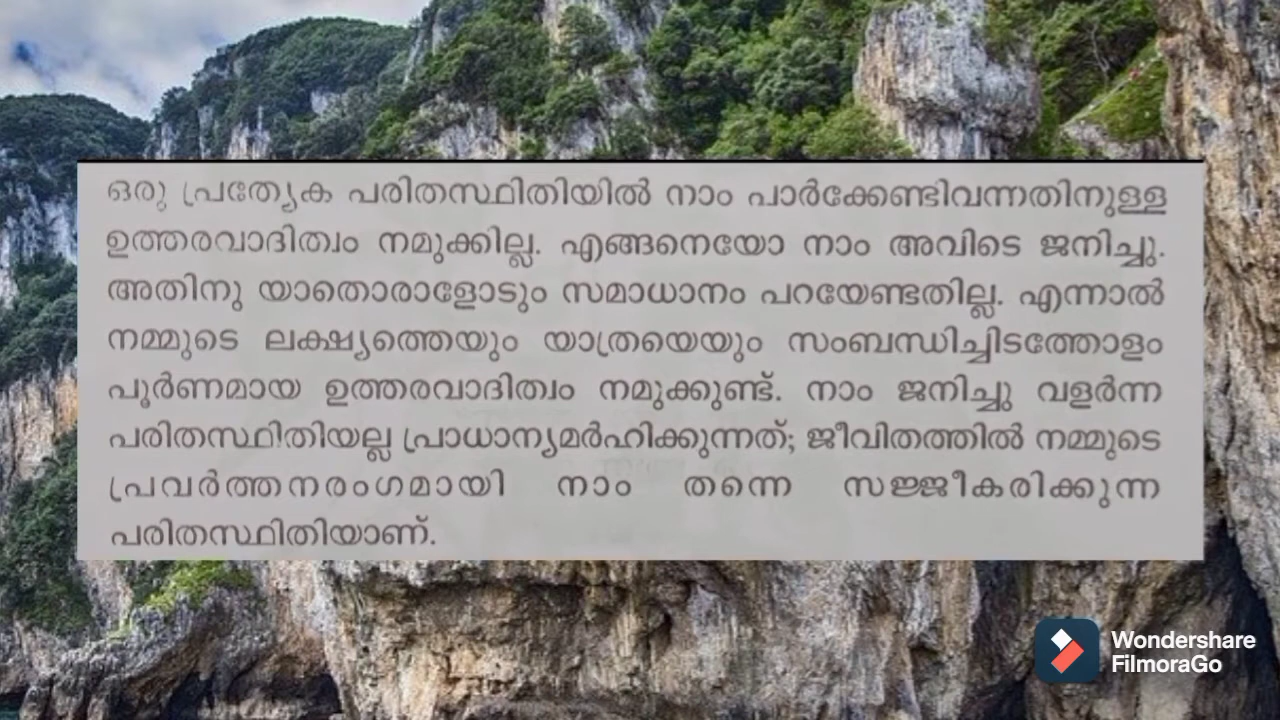 ഒരു പ്രത്യേക പരിതസ്ഥിതിയിൽ നാം പാർക്കേണ്ടിവന്നതിനുള്ള
ഉത്തരവാദിത്വം നമുക്കില്ല. എങ്ങനെയോ നാം അവിടെ ജനിച്ചു.
അതിനു യാതൊരാളോടും സമാധാനം പറയേണ്ടതില്ല. എന്നാൽ
നമ്മുടെ ലക്ഷ്യത്തെയും യാത്രയെയും സംബന്ധിച്ചിടത്തോളം
പൂർണമായ ഉത്തരവാദിത്വം നമുക്കുണ്ട്. നാം ജനിച്ചു വളർന്ന
പരിതസ്ഥിതിയല്ല പ്രാധാന്യമർഹിക്കുന്നത്; ജീവിതത്തിൽ നമ്മുടെ
പ്രവർത്തനരംഗമായി നാം തന്നെ സജ്ജീകരിക്കുന്ന
പരിതസ്ഥിതിയാണ്.
Wondershare
FilmoraGo